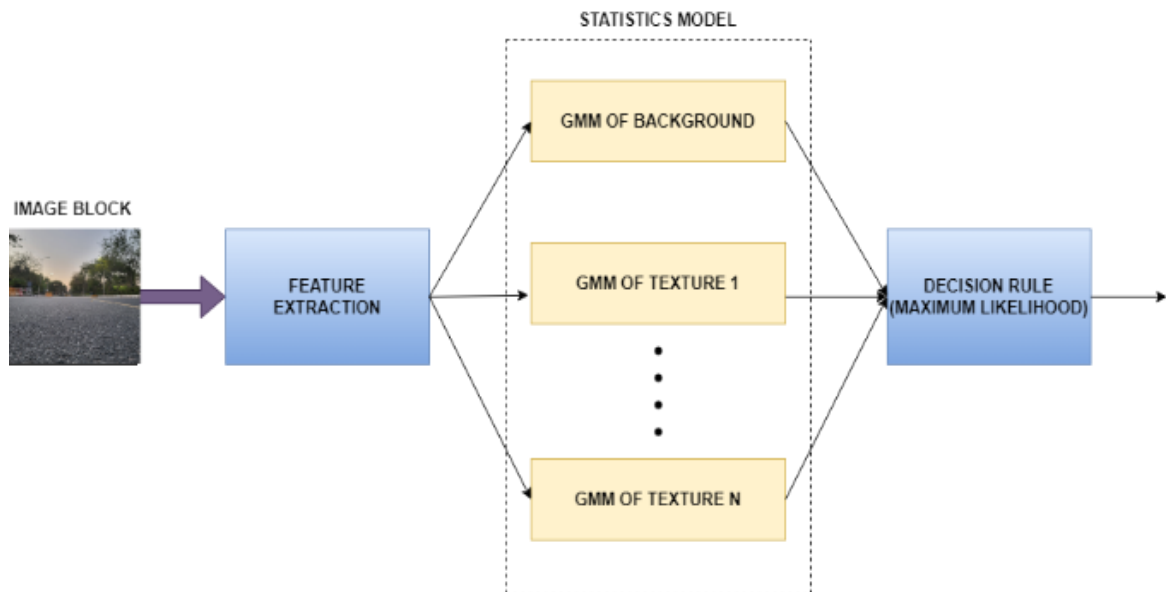 STATISTICS MODEL
GMM OF BACKGROUND
IMAGE BLOCK
FEATURE
EXTRACTION
GMM OF TEXTURE 1
DECISION RULE
(MAXIMUM LIKELIHOOD)
GMM OF TEXTURE N